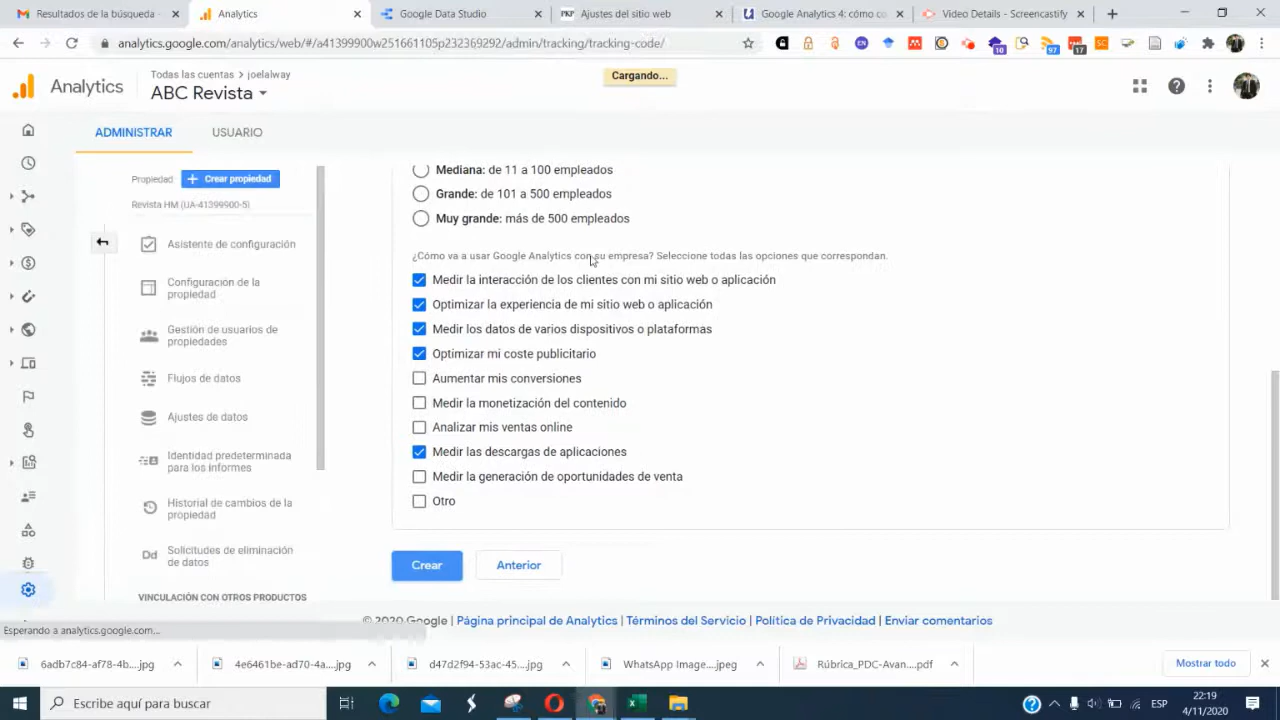 Resultados de la búsqueda -
Analytics
Google Data Studio
Ajustes del sitio web
Google Analytics 4: cómo c
Video Details - Screencastify
analytics.google.com/analytics/web/#/a41399900w251661105p232369292/admin/tracking/tracking-code/
EN
10
97
17
SC
Analytics
Todas las cuentas > joelalway
ABC Revista
Cargando...
ADMINISTRAR
USUARIO
Propiedad
+ Crear propiedad
Revista HM (UA-41399900-5)
Asistente de configuración
Configuración de la
propiedad
Gestión de usuarios de
propiedades
Flujos de datos
Ajustes de datos
Identidad predeterminada
para los informes
Historial de cambios de la
propiedad
Dd
Solicitudes de eliminación
de datos
VINCULACIÓN CON OTROS PRODUCTOS
Mediana: de 11 a 100 empleados
Grande: de 101 a 500 empleados
Muy grande: más de 500 empleados
¿Cómo va a usar Google Analytics con su empresa? Seleccione todas las opciones que correspondan.
Medir la interacción de los clientes con mi sitio web o aplicación
Optimizar la experiencia de mi sitio web o aplicación
Medir los datos de varios dispositivos o plataformas
Optimizar mi coste publicitario
Aumentar mis conversiones
Medir la monetización del contenido
Analizar mis ventas online
Medir las descargas de aplicaciones
Medir la generación de oportunidades de venta
Otro
Crear
Anterior
© 2020 Google | Página principal de Analytics | Términos del Servicio | Política de Privacidad | Enviar comentarios
Esperando a analytics.google.com...
6adb7c84-af78-4b....jpg
4e6461be-ad70-4a....jpg
d47d2f94-53ac-45....jpg
WhatsApp Image....jpeg
Rúbrica_PDC-Avan....pdf
Mostrar todo
Escribe aquí para buscar
ESP
22:19
4/11/2020